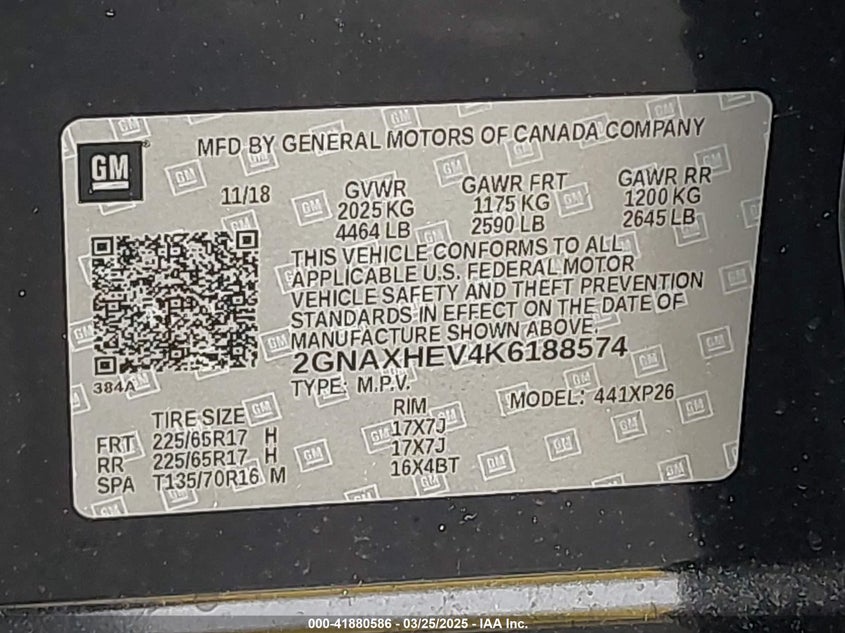 MFD BY GENERAL MOTORS OF CANADA COMPANY
GM
11/18
GVWR GAWR FRT GAWR RR
2025 KG 1175 KG 1200 KG
4464 LB 2590 LB 2645 LB
THIS VEHICLE CONFORMS TO ALL
APPLICABLE U.S. FEDERAL MOTOR
VEHICLE SAFETY AND THEFT PREVENTION
STANDARDS IN EFFECT ON THE DATE OF
MANUFACTURE SHOWN ABOVE.
2GNAXHEV4K6188574
384A
TYPE: M.P.V. MODEL: 441XP26
TIRE SIZE RIM
FRT 225/65R17 H 17X7J
RR 225/65R17 H 17X7J
SPA T135/70R16 M 16X4BT
000-41880586 - 03/25/2025 - IAA Inc.